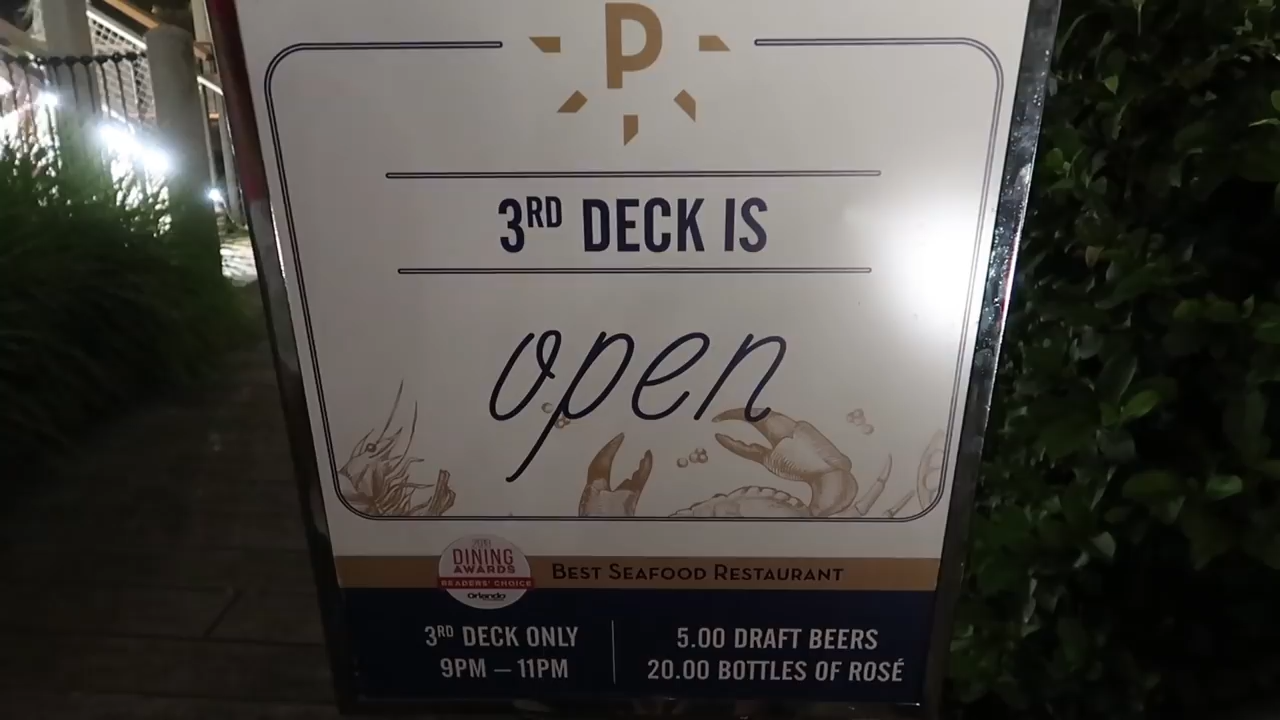 P
3RD DECK IS
open
DINING
AWARDS
READERS' CHOICE
Orlando
BEST SEAFOOD RESTAURANT
3RD DECK ONLY
9PM – 11PM
5.00 DRAFT BEERS
20.00 BOTTLES OF ROSÉ